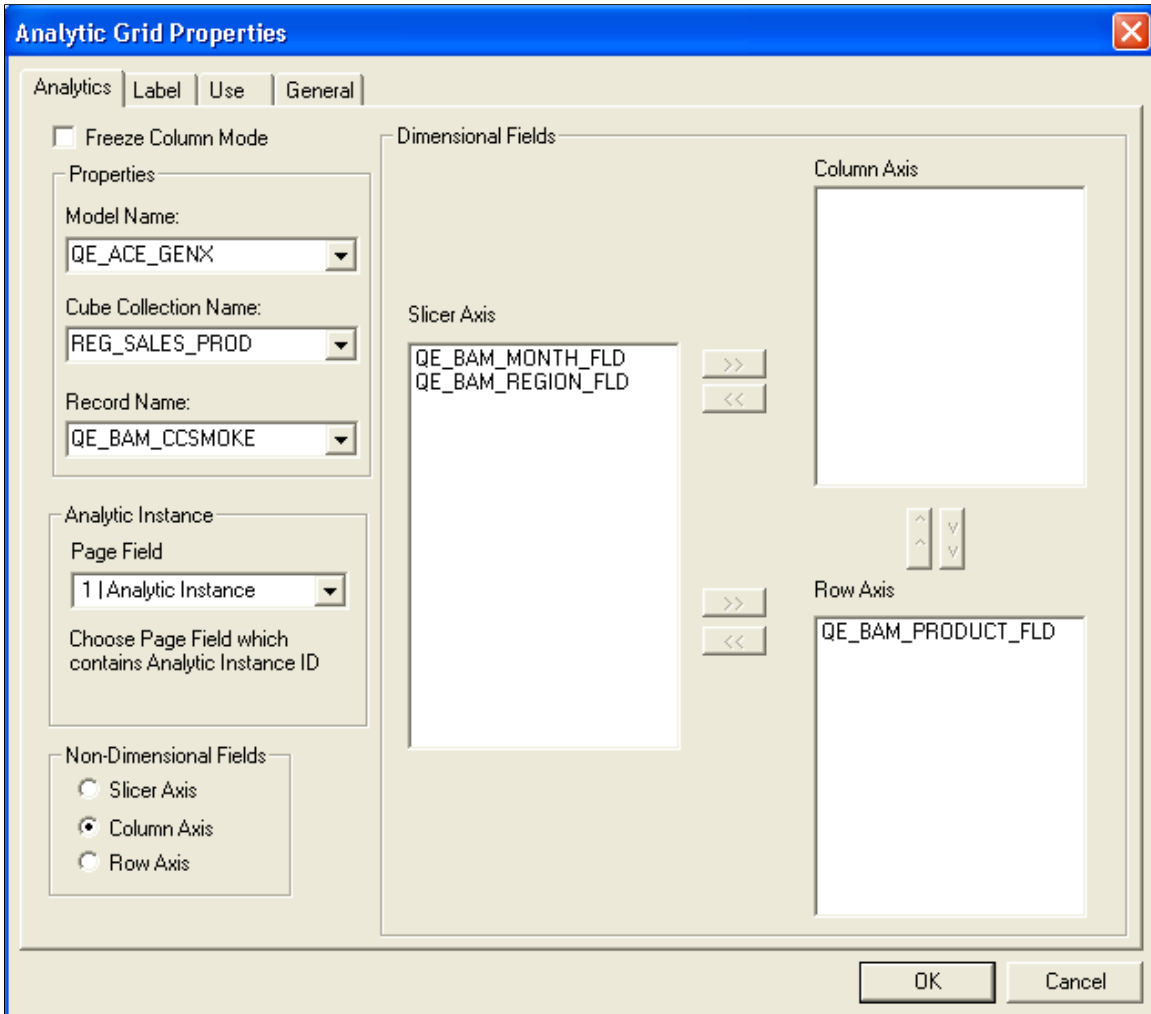 Analytic Grid Properties
Analytics
Label
Use
General
Freeze Column Mode
Properties
Model Name:
QE_ACE_GENX
Cube Collection Name:
REG_SALES_PROD
Record Name:
QE_BAM_CCSMOKE
Analytic Instance
Page Field
1 | Analytic Instance
Choose Page Field which
contains Analytic Instance ID
Non-Dimensional Fields
Slicer Axis
Column Axis
Row Axis
Dimensional Fields
Slicer Axis
QE_BAM_MONTH_FLD
QE_BAM_REGION_FLD
>>
<<
>>
<<
Column Axis
^ v
^ v
Row Axis
QE_BAM_PRODUCT_FLD
OK
Cancel